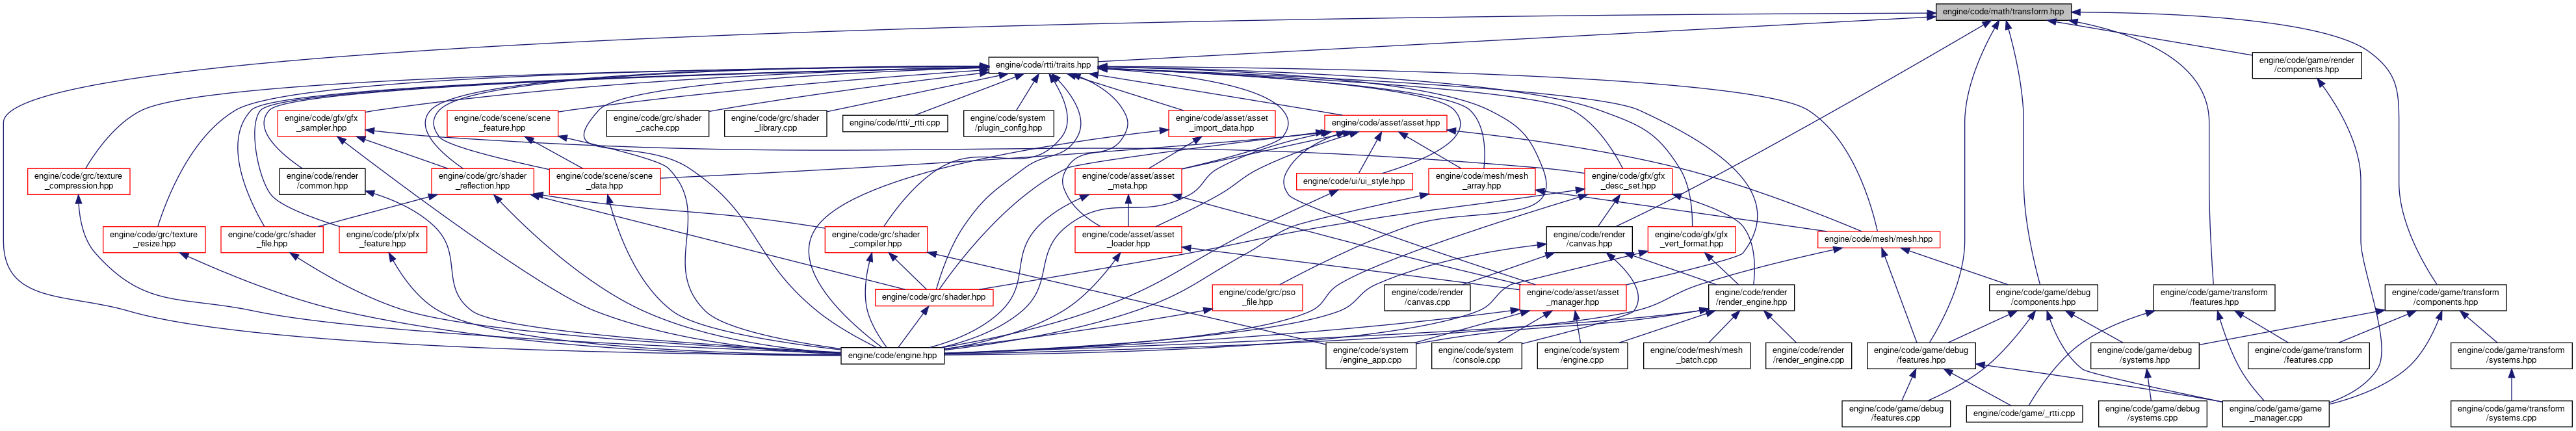 engine/code/math/transform.hpp
engine/code/rtti/traits.hpp
engine/code/game/render
/components.hpp
engine/code/gfx/gfx
_sampler.hpp
engine/code/scene/scene
_feature.hpp
engine/code/grc/shader
_cache.cpp
engine/code/grc/shader
_library.cpp
engine/code/rtti/_rtti.cpp
engine/code/system
/plugin_config.hpp
engine/code/asset/asset
_import_data.hpp
engine/code/asset/asset.hpp
engine/code/grc/texture
_compression.hpp
engine/code/render
/common.hpp
engine/code/grc/shader
_reflection.hpp
engine/code/scene/scene
_data.hpp
engine/code/asset/asset
_meta.hpp
engine/code/ui/ui_style.hpp
engine/code/mesh/mesh
_array.hpp
engine/code/gfx/gfx
_desc_set.hpp
engine/code/grc/texture
_resize.hpp
engine/code/grc/shader
_file.hpp
engine/code/pfx/pfx
_feature.hpp
engine/code/grc/shader
_compiler.hpp
engine/code/asset/asset
_loader.hpp
engine/code/render
/canvas.hpp
engine/code/gfx/gfx
_vert_format.hpp
engine/code/mesh/mesh.hpp
engine/code/grc/shader.hpp
engine/code/grc/pso
_file.hpp
engine/code/render
/canvas.cpp
engine/code/asset/asset
_manager.hpp
engine/code/render
/render_engine.hpp
engine/code/game/debug
/components.hpp
engine/code/game/transform
/features.hpp
engine/code/game/transform
/components.hpp
engine/code/engine.hpp
engine/code/system
/engine_app.cpp
engine/code/system
/console.cpp
engine/code/system
/engine.cpp
engine/code/mesh/mesh
_batch.cpp
engine/code/render
/render_engine.cpp
engine/code/game/debug
/features.hpp
engine/code/game/debug
/systems.hpp
engine/code/game/transform
/features.cpp
engine/code/game/transform
/systems.hpp
engine/code/game/debug
/features.cpp
engine/code/game/_rtti.cpp
engine/code/game/debug
/systems.cpp
engine/code/game/game
_manager.cpp
engine/code/game/transform
/systems.cpp